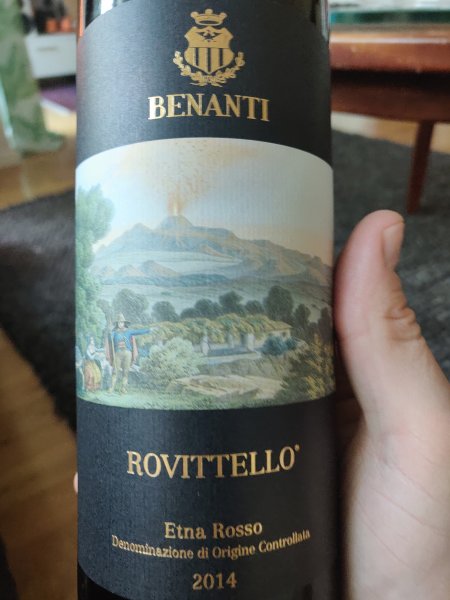 BENANTI
ROVITTELLO®
Etna Rosso
Denominazione di Origine Controllata
2014